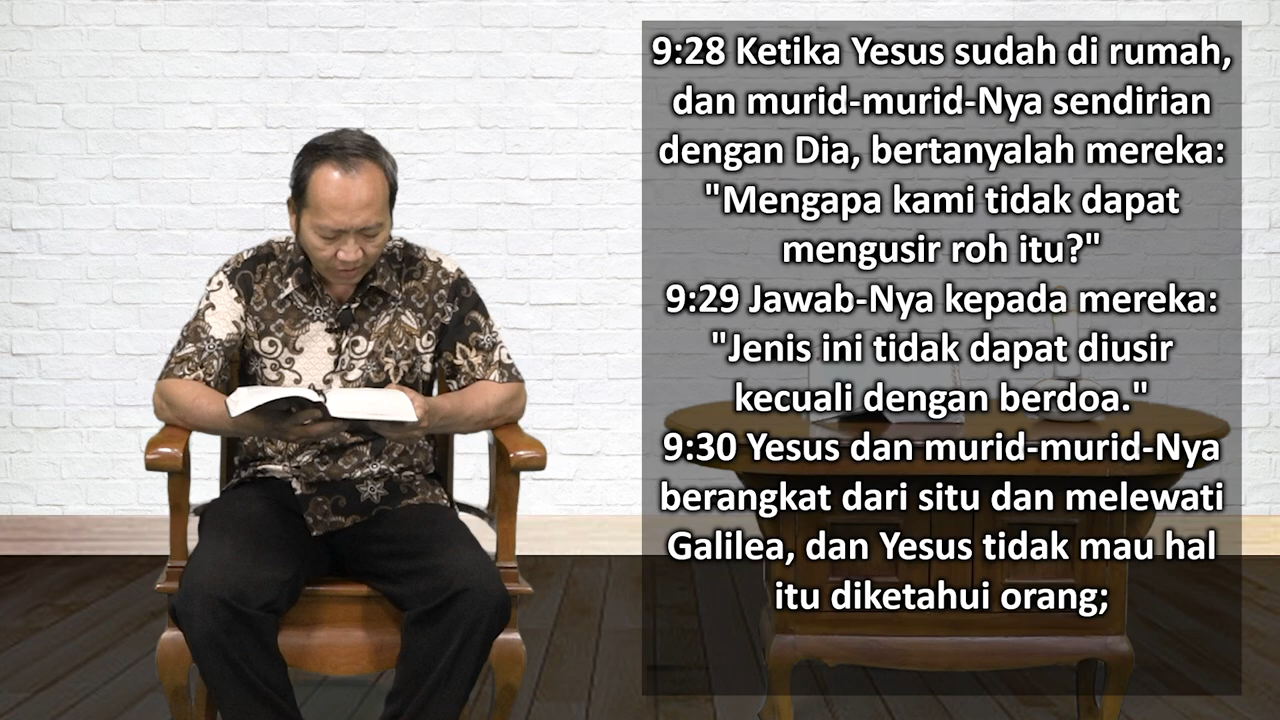 9:28 Ketika Yesus sudah di rumah,
dan murid-murid-Nya sendirian
dengan Dia, bertanyalah mereka:
"Mengapa kami tidak dapat
mengusir roh itu?"
9:29 Jawab-Nya kepada mereka:
"Jenis ini tidak dapat diusir
kecuali dengan berdoa."
9:30 Yesus dan murid-murid-Nya
berangkat dari situ dan melewati
Galilea, dan Yesus tidak mau hal
itu diketahui orang;